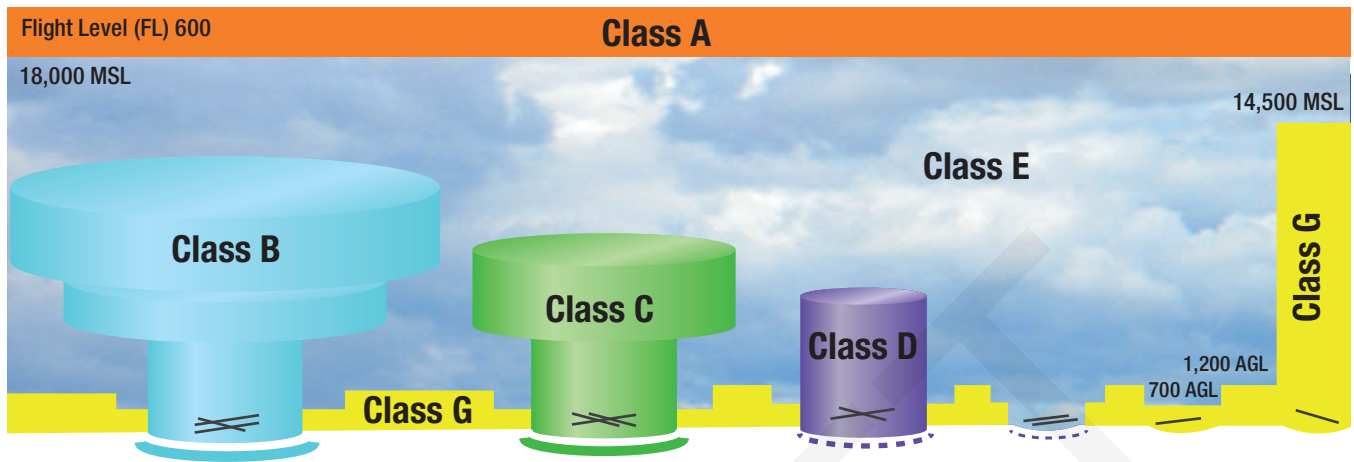 Flight Level (FL) 600
Class A
18,000 MSL
14,500 MSL
Class E
Class B
Class G
Class C
Class D
1,200 AGL
700 AGL
Class G